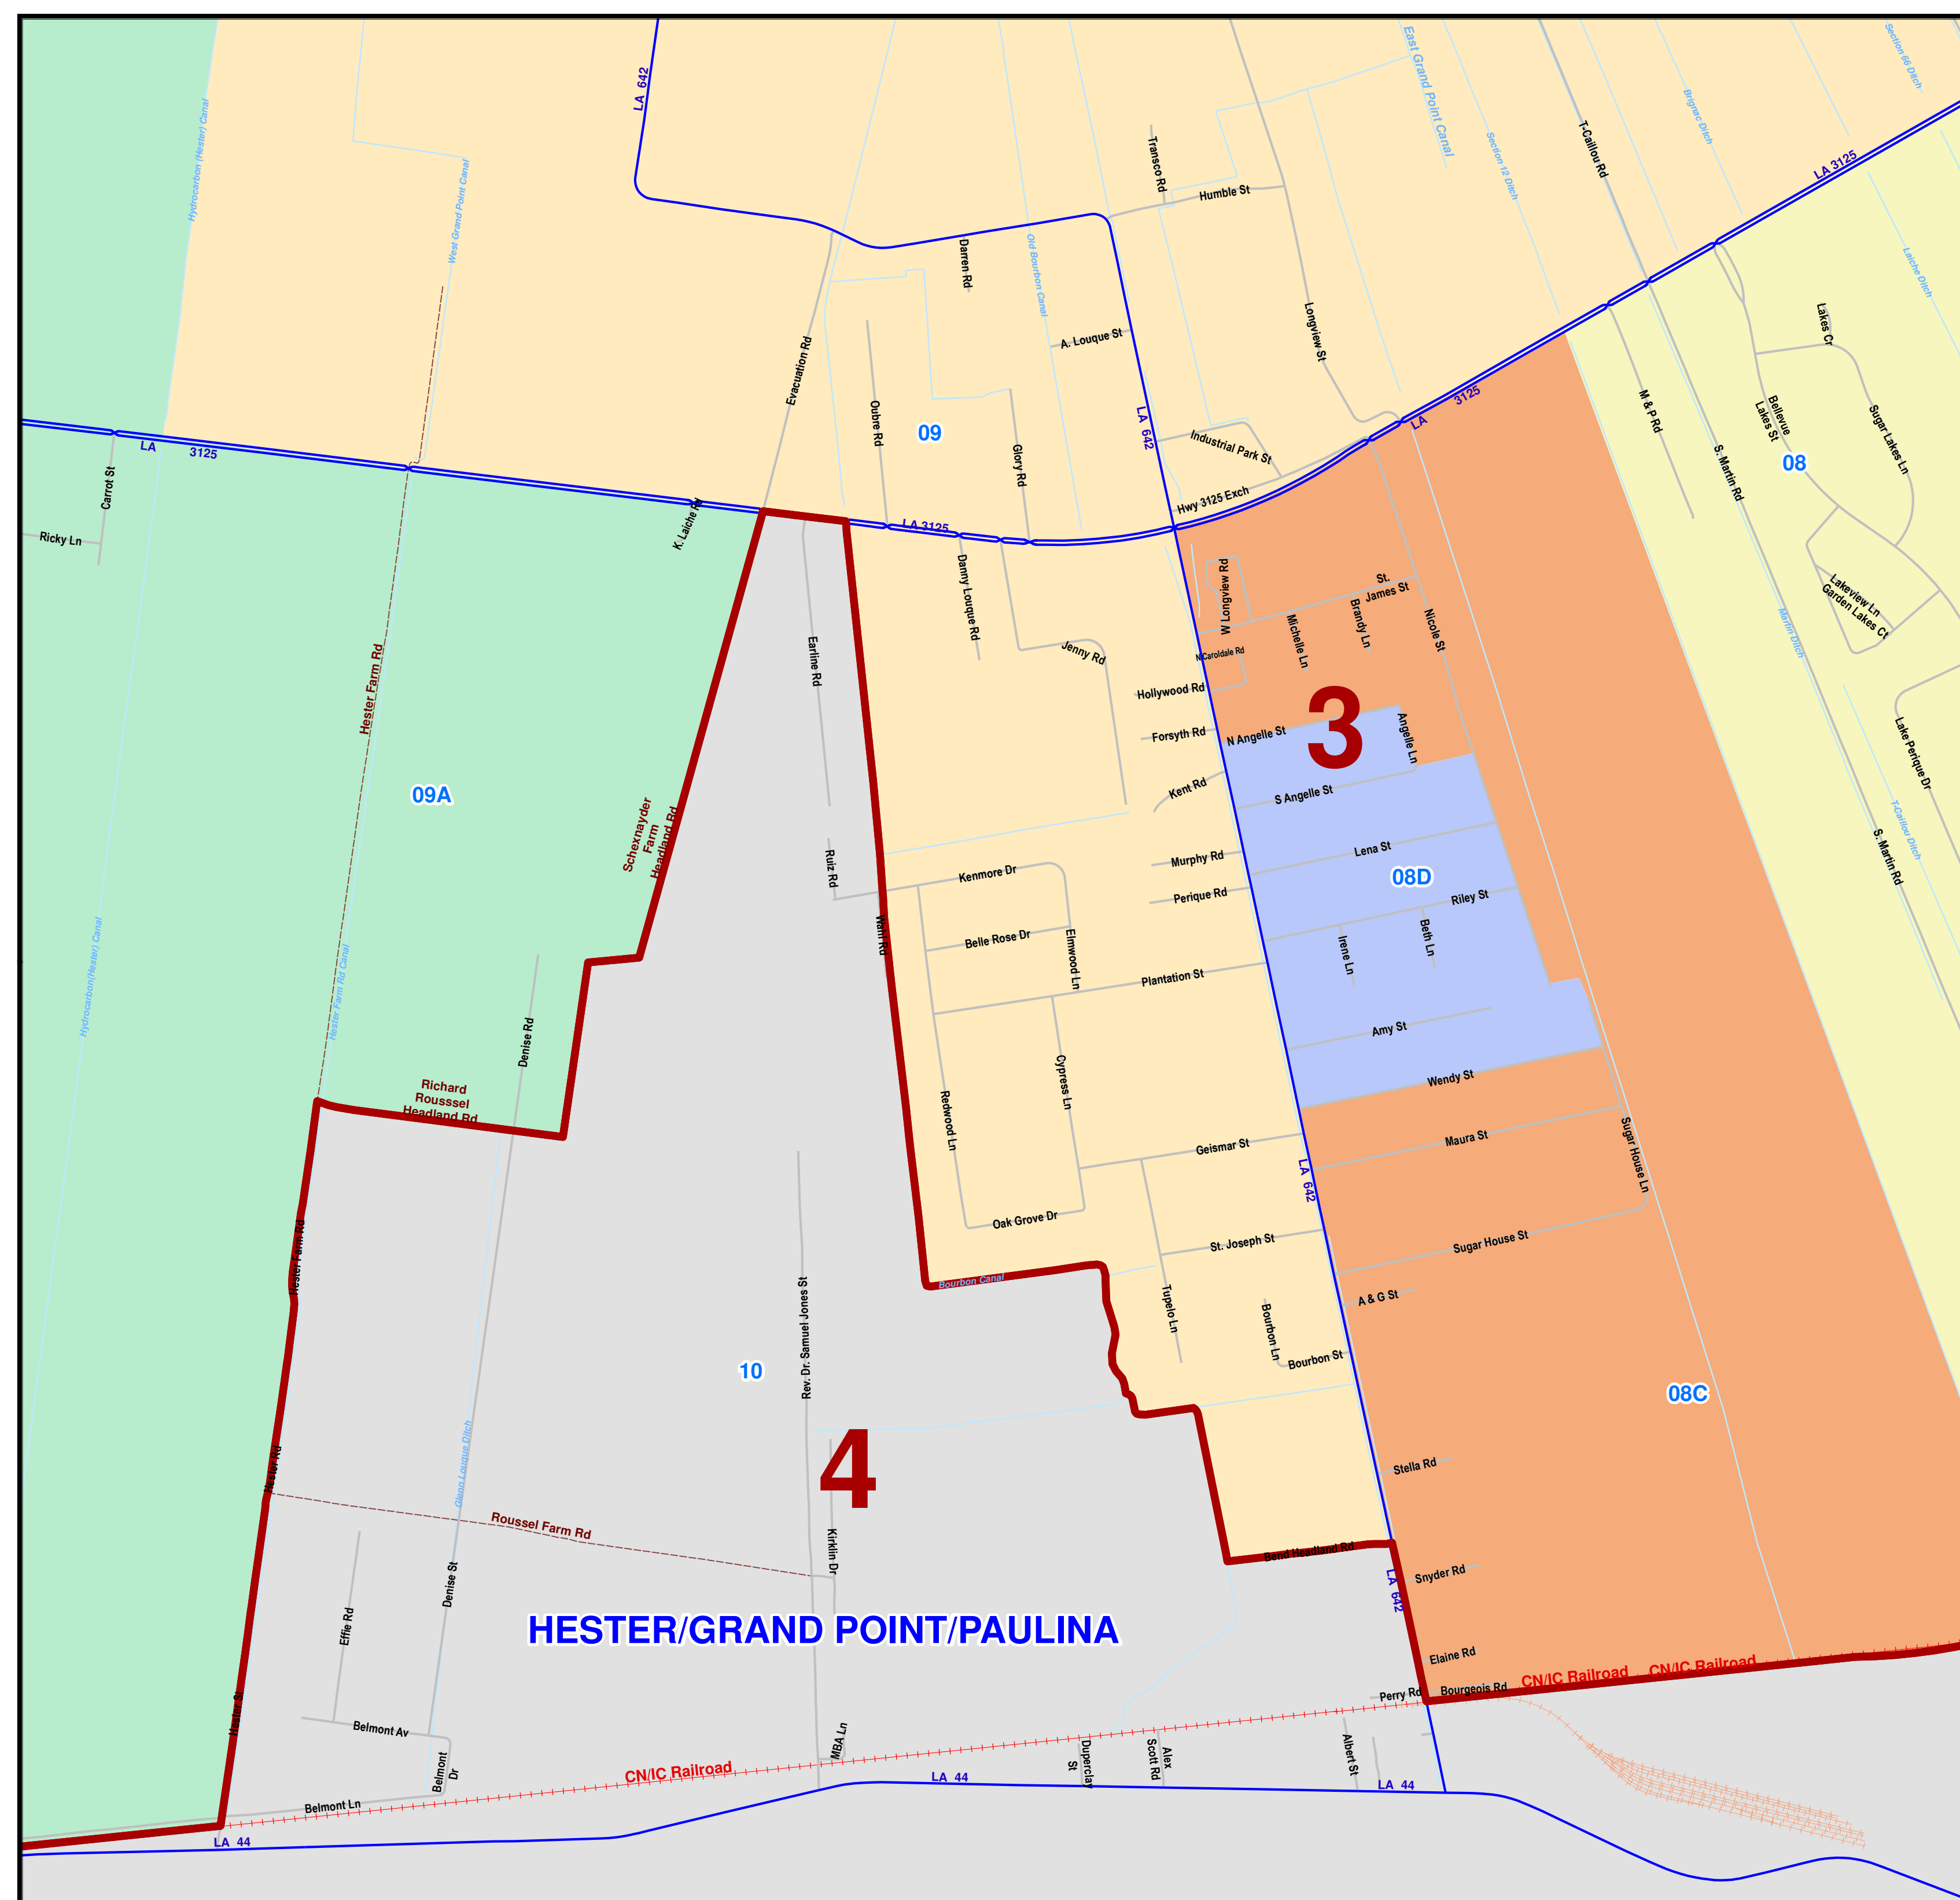 Section 66 Ditch
East Grand Point Canal
Hydrocarbon (Hester) Canal
West Grand Point Canal
LA 642
Transco Rd
Humble St
Section 12 Ditch
T-Caillou Rd
Brignac Ditch
LA 3125
Darren Rd
Old Bourbon Canal
Laiche Ditch
A. Louque St
Longview St
Lakes Cr
Evacuation Rd
Oubre Rd
09
Glory Rd
LA 642
Industrial Park St
LA 3125
M & P Rd
S. Martin Rd
Bellevue
Lakes St
Sugar Lakes Ln
08
LA 3125
Carrot St
Ricky Ln
K. Laiche Rd
LA 3125
Hwy 3125 Exch
Danny Louque Rd
W Longview Rd
St.
James St
Michelle Ln
Brandy Ln
Nicole St
Lakeview Ln
Garden Lakes Ct
Martin Ditch
Earline Rd
Jenny Rd
N Caroldale Rd
Hester Farm Rd
Hollywood Rd
3
Forsyth Rd
N Angelle St
Angelle Ln
Lake Perique Dr
09A
Kent Rd
S Angelle St
Schexnayder
Farm
Headland Rd
T-Caillou Ditch
S. Martin Rd
Ruiz Rd
Kenmore Dr
Murphy Rd
Lena St
08D
Perique Rd
Riley St
Wahl Rd
Belle Rose Dr
Elmwood Ln
Irene Ln
Beth Ln
Plantation St
Hydrocarbon(Hester) Canal
Hester Farm Rd Canal
Denise Rd
Amy St
Richard
Rousssel
Headland Rd
Redwood Ln
Cypress Ln
Wendy St
Geismar St
Maura St
Sugar House Ln
LA 642
Oak Grove Dr
St. Joseph St
Sugar House St
Hester Farm Rd
Bourbon Canal
A & G St
Tupelo Ln
Bourbon Ln
Bourbon St
Rev. Dr. Samuel Jones St
10
08C
Hester Rd
Glenn Louque Ditch
4
Stella Rd
Roussel Farm Rd
Kirklin Dr
Bend Headland Rd
Snyder Rd
LA 642
Denise St
Effie Rd
HESTER/GRAND POINT/PAULINA
Elaine Rd
CN/IC Railroad
CN/IC Railroad
Perry Rd
Bourgeois Rd
Hester St
Belmont Av
MBA Ln
Belmont
Dr
CN/IC Railroad
Duperclay
St
Alex
Scott Rd
Albert St
LA 44
LA 44
Belmont Ln
LA 44